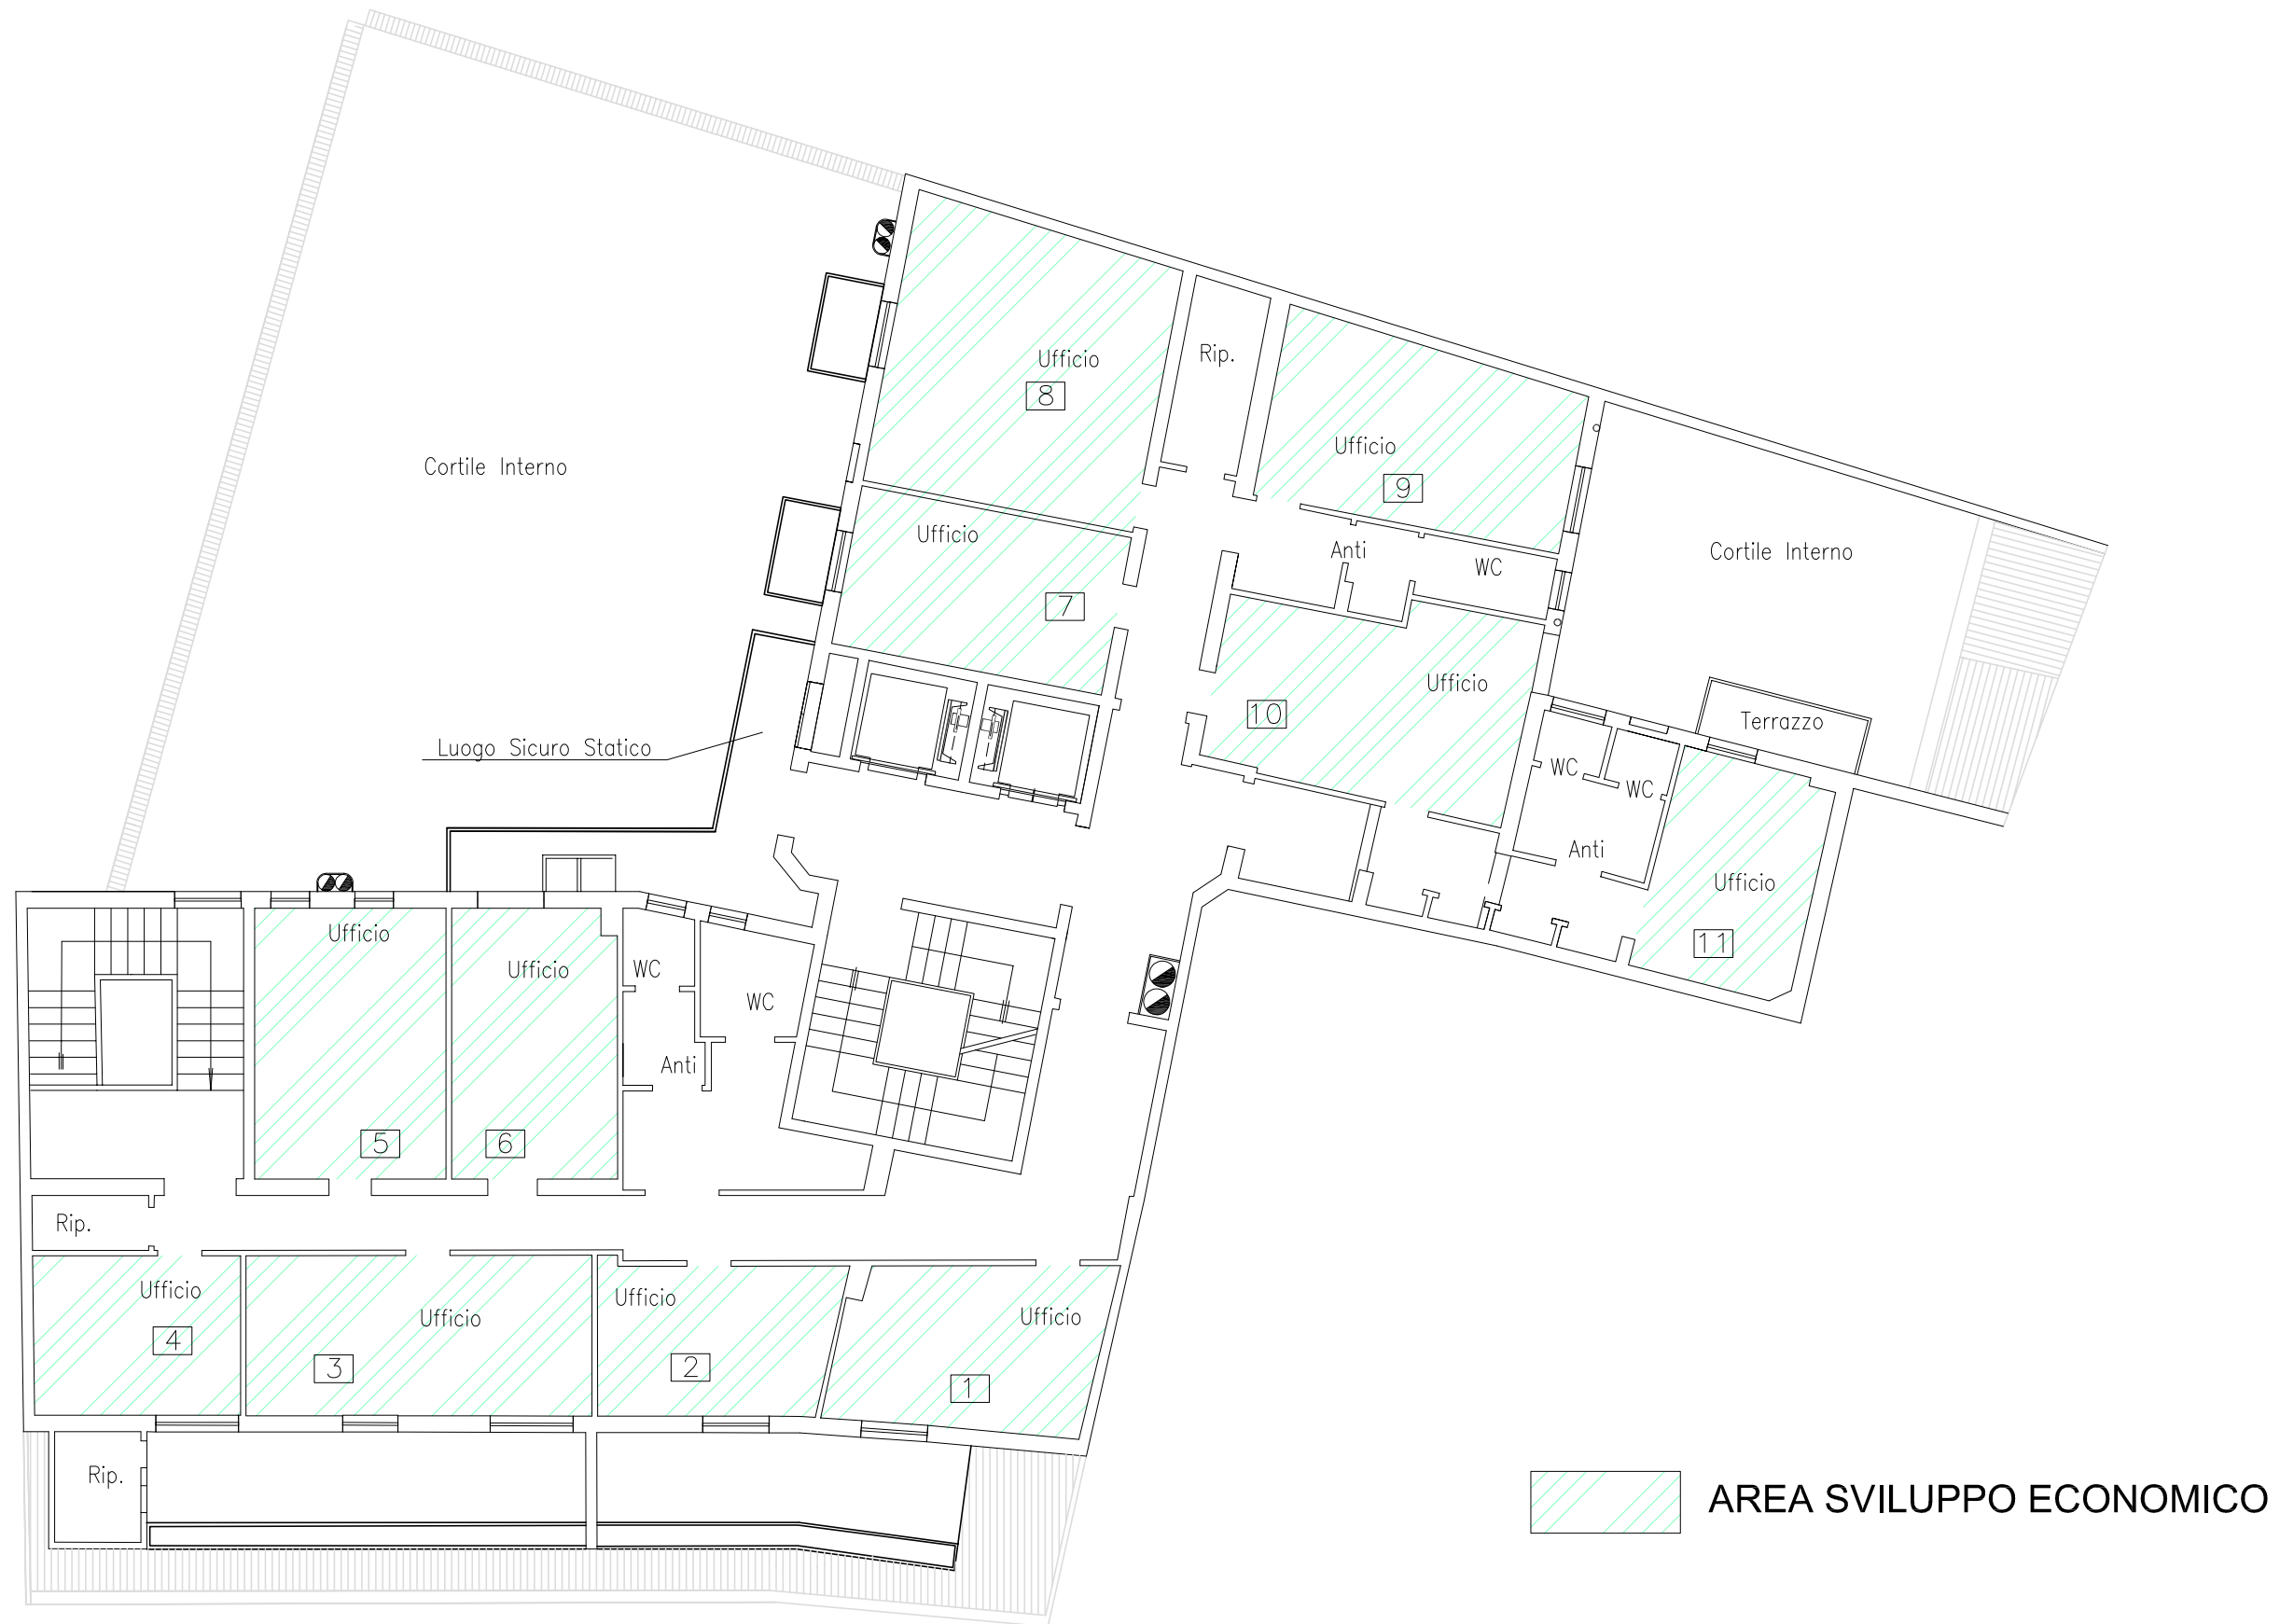 Ufficio
8
Rip.
Ufficio
9
Cortile Interno
Ufficio
7
Anti
WC
Cortile Interno
Ufficio
10
Terrazzo
Luogo Sicuro Statico
WC
WC
Anti
Ufficio
11
Ufficio
5
Ufficio
6
WC
WC
Anti
Rip.
Ufficio
4
Ufficio
3
Ufficio
2
Ufficio
1
Rip.
AREA SVILUPPO ECONOMICO